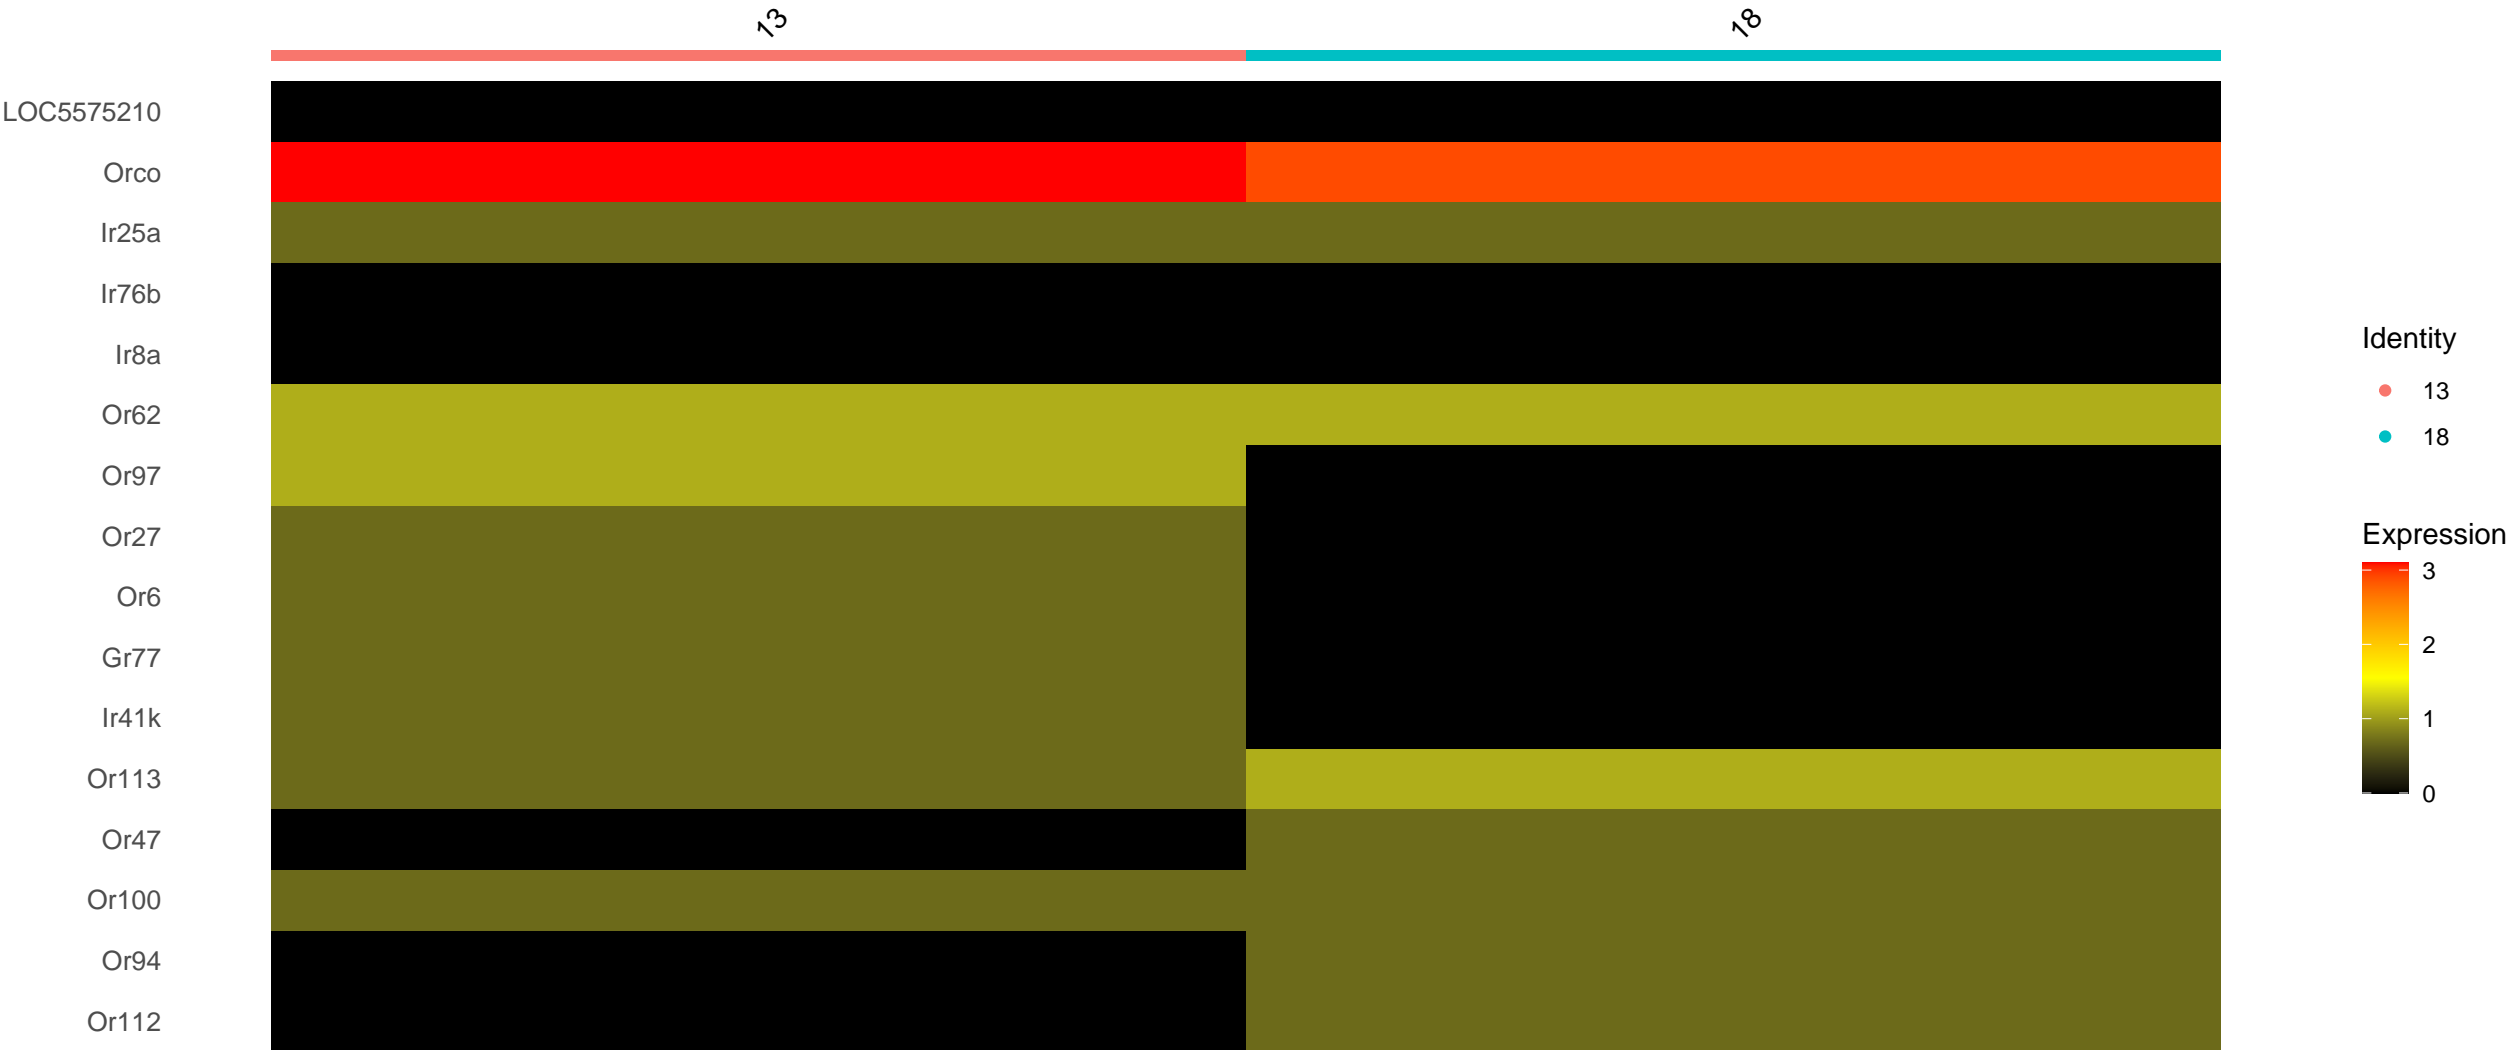 13
18
LOC5575210
Orco
Ir25a
Ir76b
Ir8a
Or62
Or97
Or27
Or6
Gr77
Ir41k
Or113
Or47
Or100
Or94
Or112
Identity
13
18
Expression
3
2
1
0